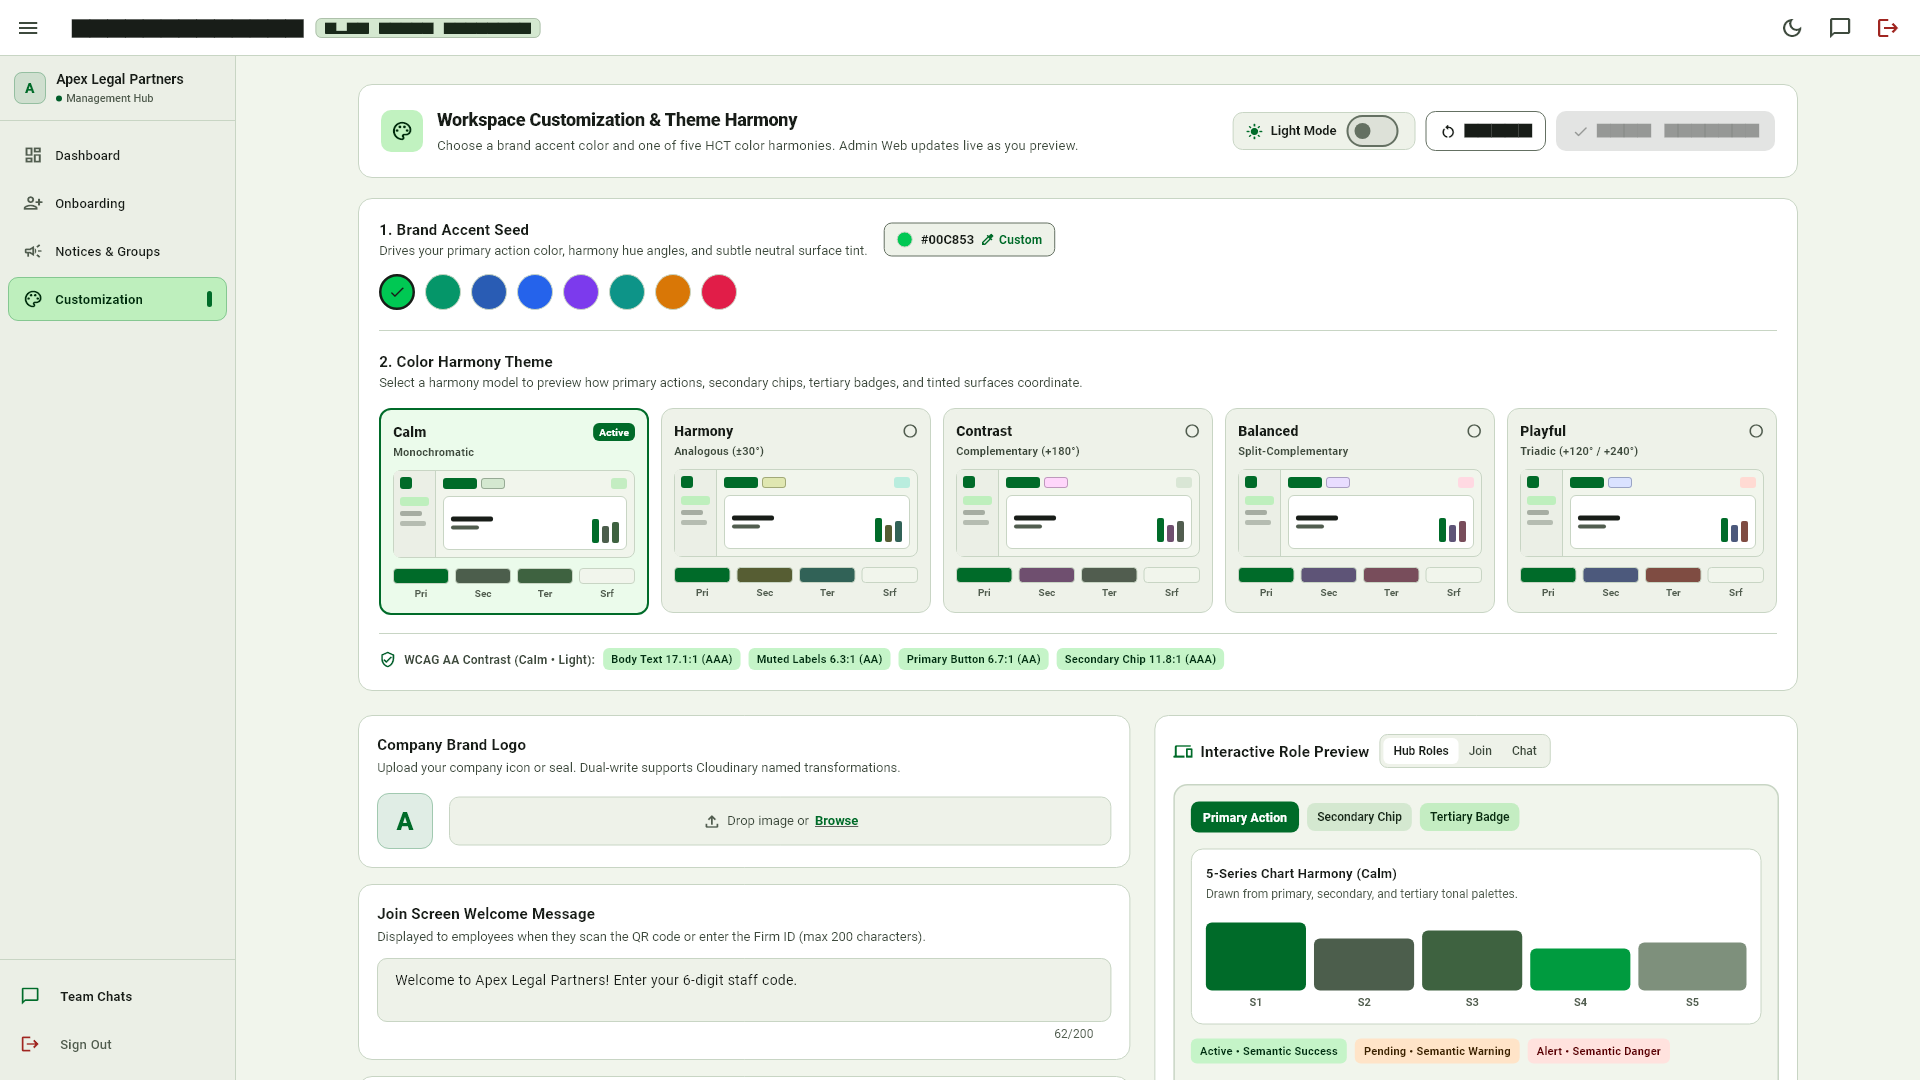 A
Apex Legal Partners
Management Hub
Dashboard
Onboarding
Notices & Groups
Customization
Team Chats
Sign Out
Workspace Customization & Theme Harmony
Choose a brand accent color and one of five HCT color harmonies. Admin Web updates live as you preview.
Light Mode
1. Brand Accent Seed
Drives your primary action color, harmony hue angles, and subtle neutral surface tint.
#00C853 Custom
2. Color Harmony Theme
Select a harmony model to preview how primary actions, secondary chips, tertiary badges, and tinted surfaces coordinate.
Calm Active
Monochromatic
Pri Sec Ter Srf
Harmony
Analogous (±30°)
Pri Sec Ter Srf
Contrast
Complementary (+180°)
Pri Sec Ter Srf
Balanced
Split-Complementary
Pri Sec Ter Srf
Playful
Triadic (+120° / +240°)
Pri Sec Ter Srf
WCAG AA Contrast (Calm • Light): Body Text 17.1:1 (AAA) Muted Labels 6.3:1 (AA) Primary Button 6.7:1 (AA) Secondary Chip 11.8:1 (AAA)
Company Brand Logo
Upload your company icon or seal. Dual-write supports Cloudinary named transformations.
A
Drop image or Browse
Join Screen Welcome Message
Displayed to employees when they scan the QR code or enter the Firm ID (max 200 characters).
Welcome to Apex Legal Partners! Enter your 6-digit staff code.
62/200
Interactive Role Preview Hub Roles Join Chat
Primary Action Secondary Chip Tertiary Badge
5-Series Chart Harmony (Calm)
Drawn from primary, secondary, and tertiary tonal palettes.
S1 S2 S3 S4 S5
Active • Semantic Success Pending • Semantic Warning Alert • Semantic Danger